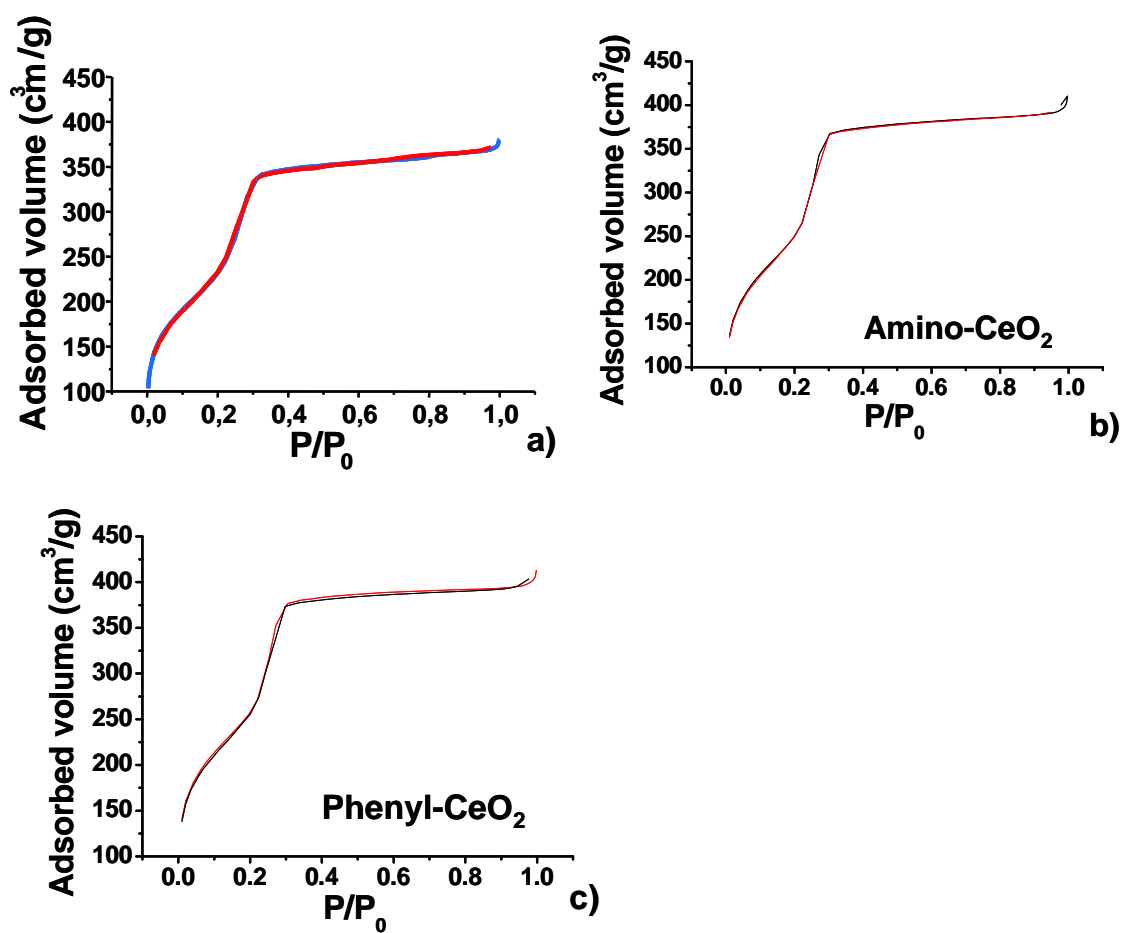 Adsorbed volume (cm³/g)
450
400
350
300
250
200
150
100
0,0 0,2 0,4 0,6 0,8 1,0
P/P₀
a)
Adsorbed volume (cm³/g)
450
400
350
300
250
200
150
100
Amino-CeO₂
0.0 0.2 0.4 0.6 0.8 1.0
P/P₀
b)
Adsorbed volume (cm³/g)
450
400
350
300
250
200
150
100
Phenyl-CeO₂
0.0 0.2 0.4 0.6 0.8 1.0
P/P₀
c)